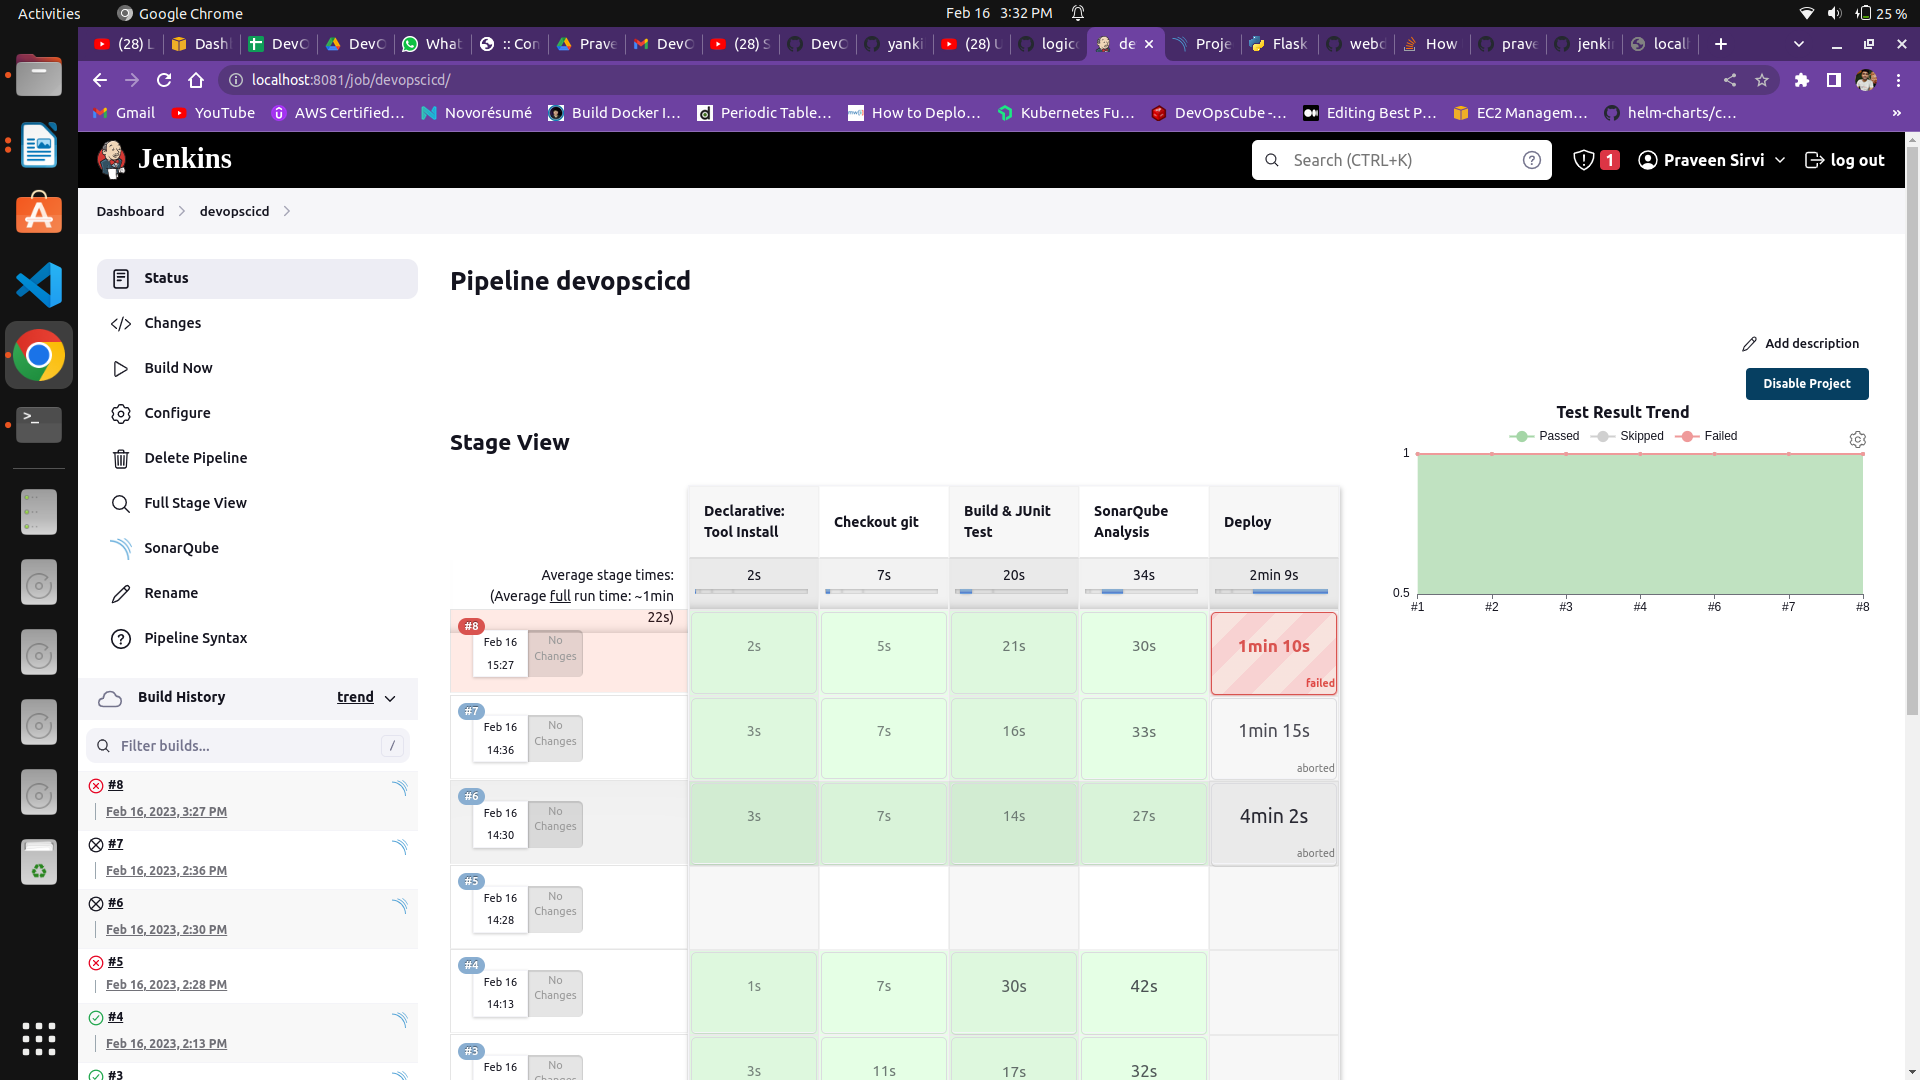 Activities
Google Chrome
Feb 16 3:32 PM
25 %
(28) L
Dash
DevO
DevO
What
:: Con
Prave
DevO
(28) S
DevO
yanki
(28) U
logico
de
Proje
Flask
webd
How
prave
jenkin
locall
localhost:8081/job/devopscicd/
Gmail
YouTube
AWS Certified…
Novorésumé
Build Docker I…
Periodic Table…
How to Deplo…
Kubernetes Fu…
DevOpsCube -…
Editing Best P…
EC2 Managem…
helm-charts/c…
»
Jenkins
Search (CTRL+K)
1
Praveen Sirvi
log out
Dashboard
devopscicd
Status
Changes
Build Now
Configure
Delete Pipeline
Full Stage View
SonarQube
Rename
Pipeline Syntax
Build History
trend
Filter builds...
/
#8
Feb 16, 2023, 3:27 PM
#7
Feb 16, 2023, 2:36 PM
#6
Feb 16, 2023, 2:30 PM
#5
Feb 16, 2023, 2:28 PM
#4
Feb 16, 2023, 2:13 PM
#3
Pipeline devopscicd
Add description
Disable Project
Stage View
Declarative: Tool Install
Checkout git
Build & JUnit Test
SonarQube Analysis
Deploy
Average stage times:
(Average full run time: ~1min
22s)
2s
7s
20s
34s
2min 9s
#8
Feb 16
15:27
No Changes
2s
5s
21s
30s
1min 10s
failed
#7
Feb 16
14:36
No Changes
3s
7s
16s
33s
1min 15s
aborted
#6
Feb 16
14:30
No Changes
3s
7s
14s
27s
4min 2s
aborted
#5
Feb 16
14:28
No Changes
#4
Feb 16
14:13
No Changes
1s
7s
30s
42s
#3
Feb 16
No
Changes
3s
11s
17s
32s
Test Result Trend
Passed
Skipped
Failed
1
0.5
#1
#2
#3
#4
#6
#7
#8